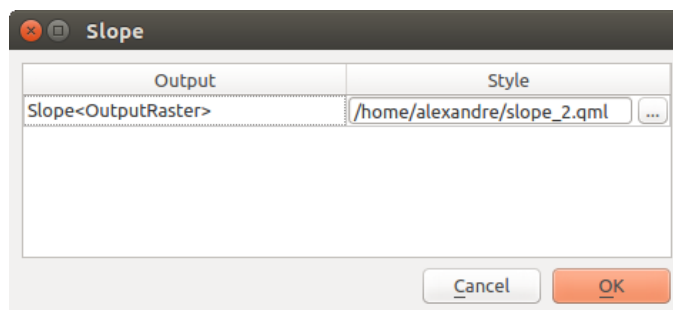 Slope
Output Style
Slope<OutputRaster> /home/alexandre/slope_2.qml ...
Cancel OK